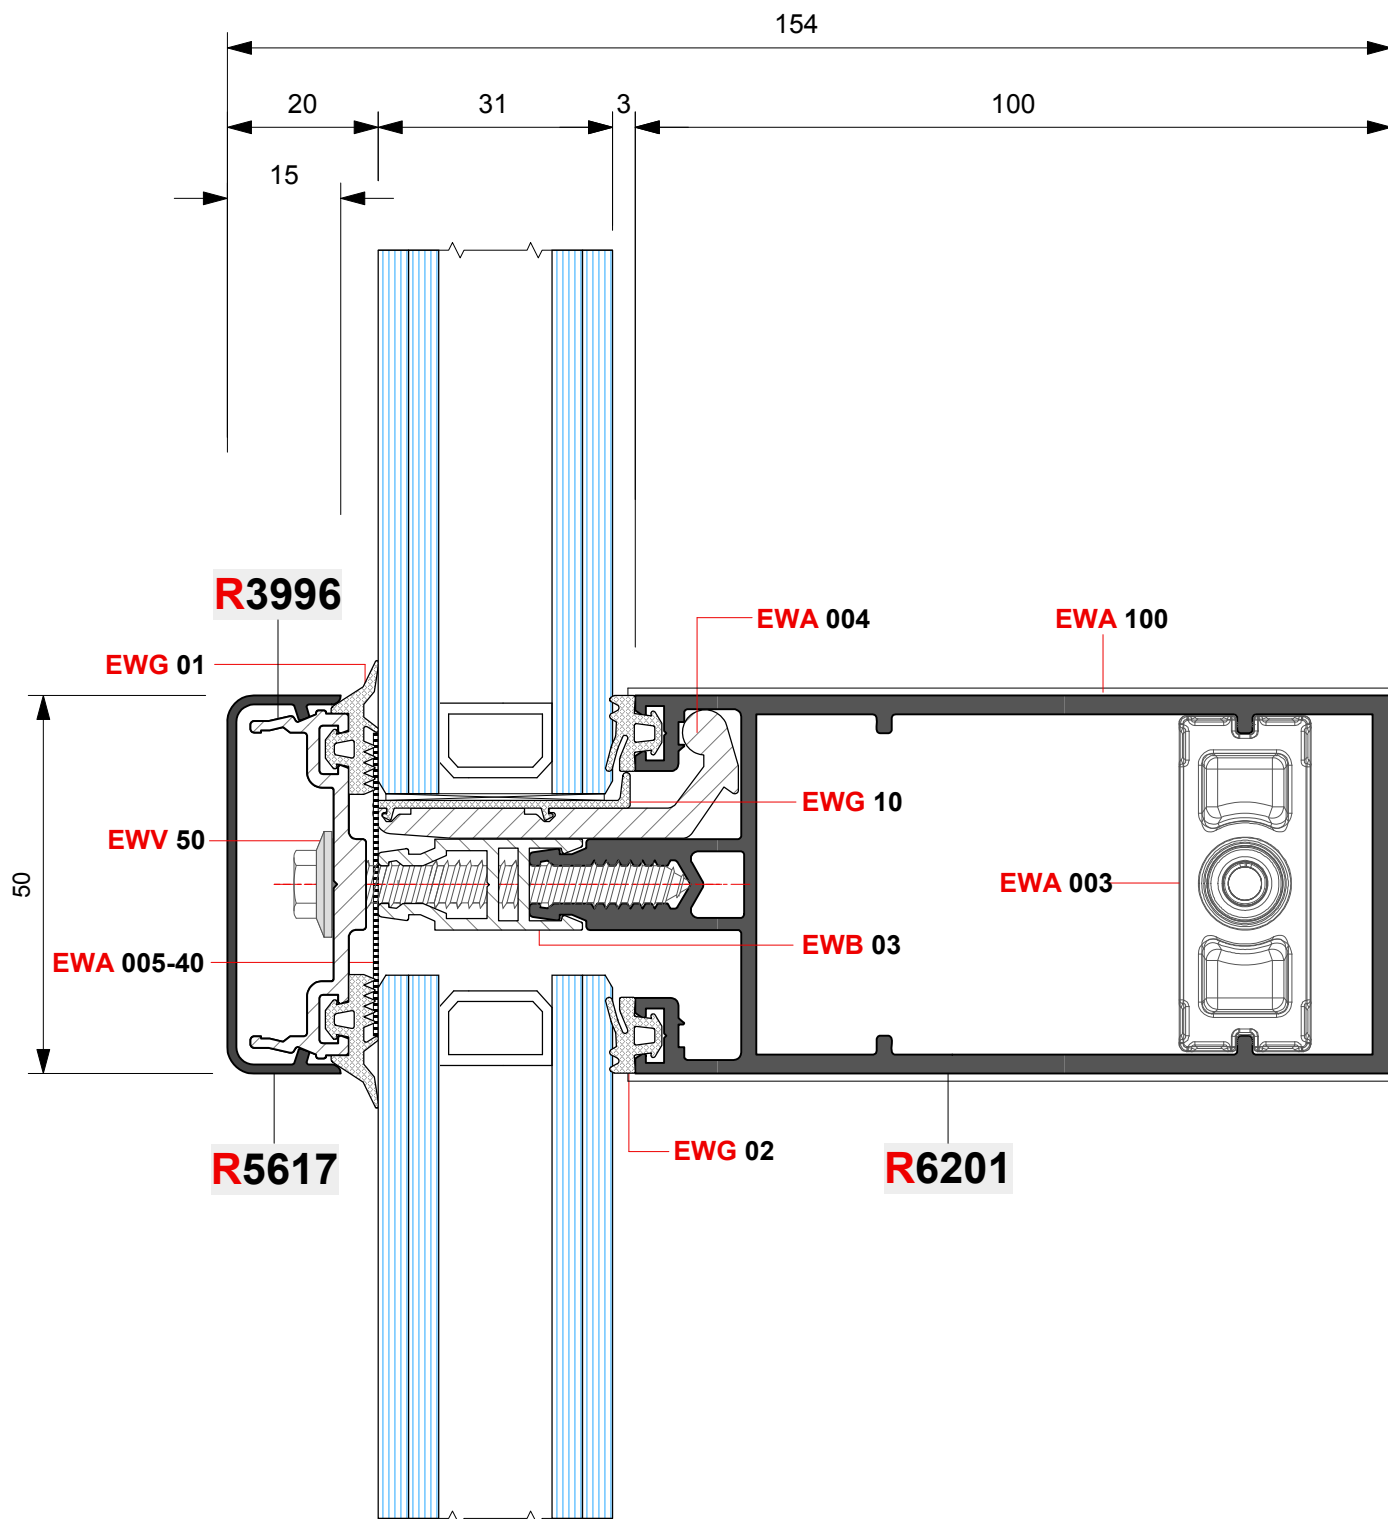 154
20
31
3
100
15
R3996
EWA 004
EWA 100
EWG 01
EWG 10
EWV 50
50
EWA 003
EWB 03
EWA 005-40
EWG 02
R5617
R6201